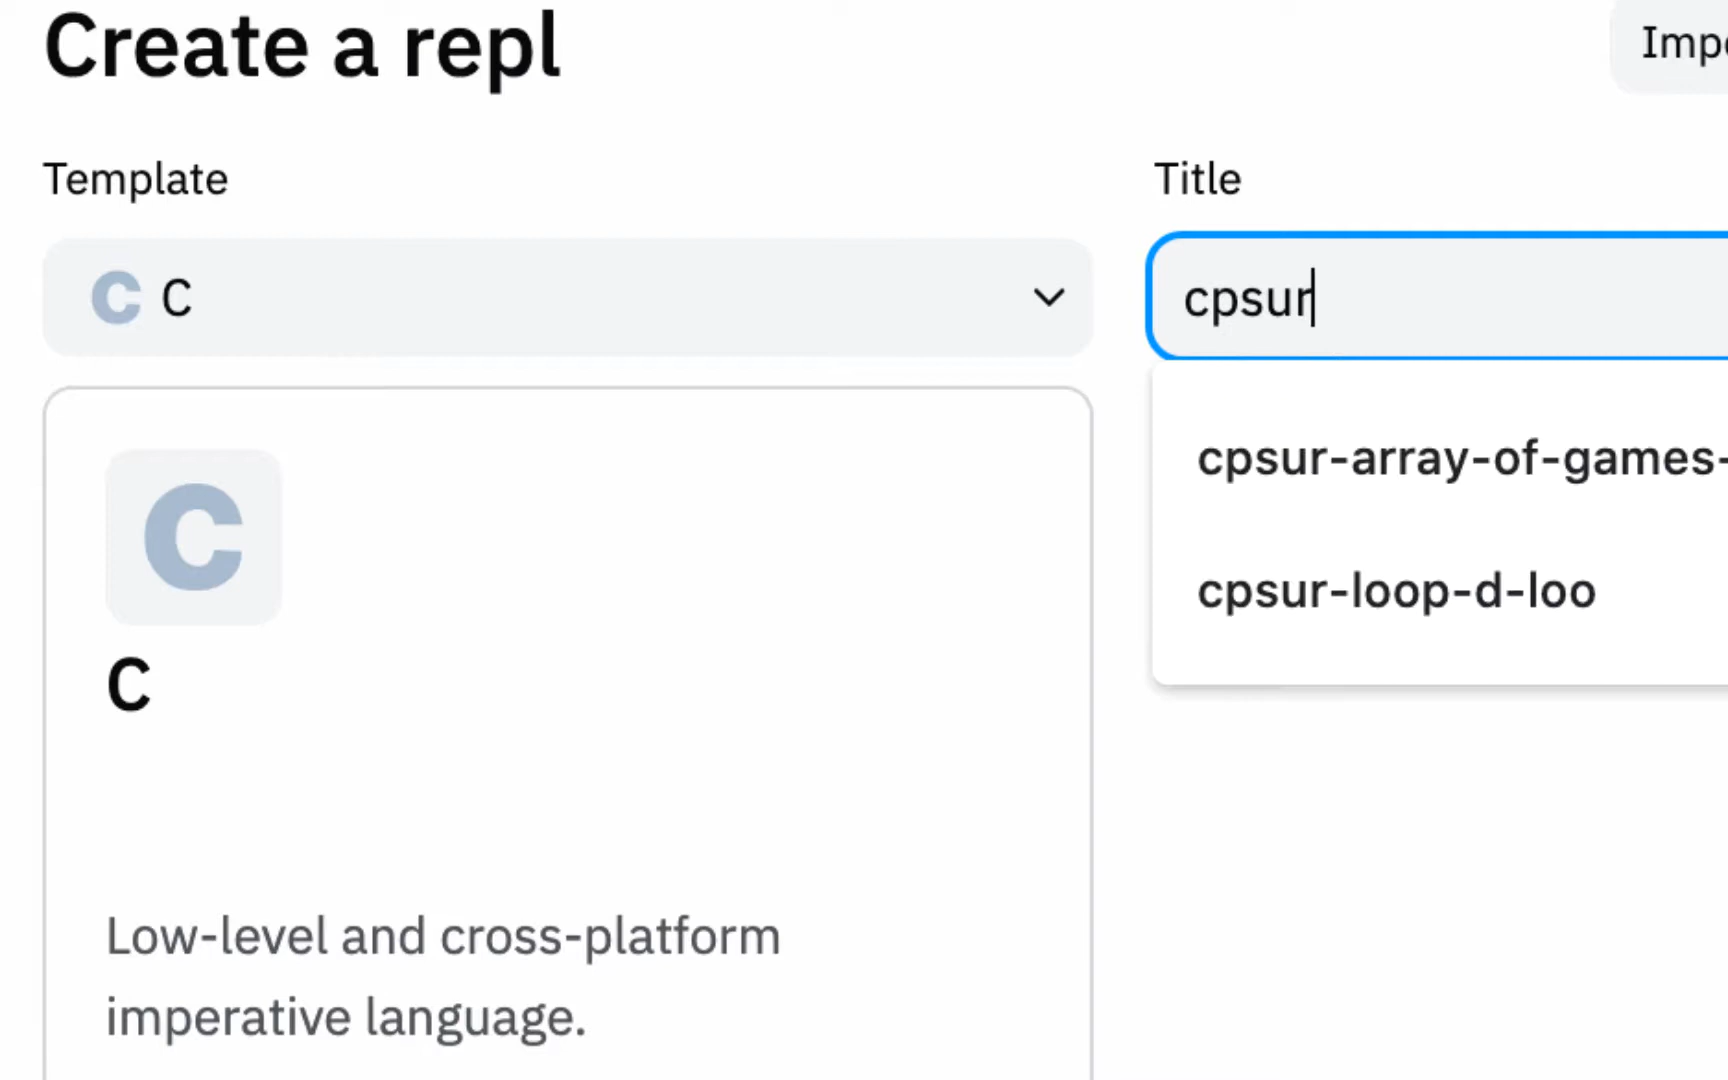 Create a repl
Template
C C
C
C
Low-level and cross-platform
imperative language.
Title
cpsur
cpsur-array-of-games-
cpsur-loop-d-loo